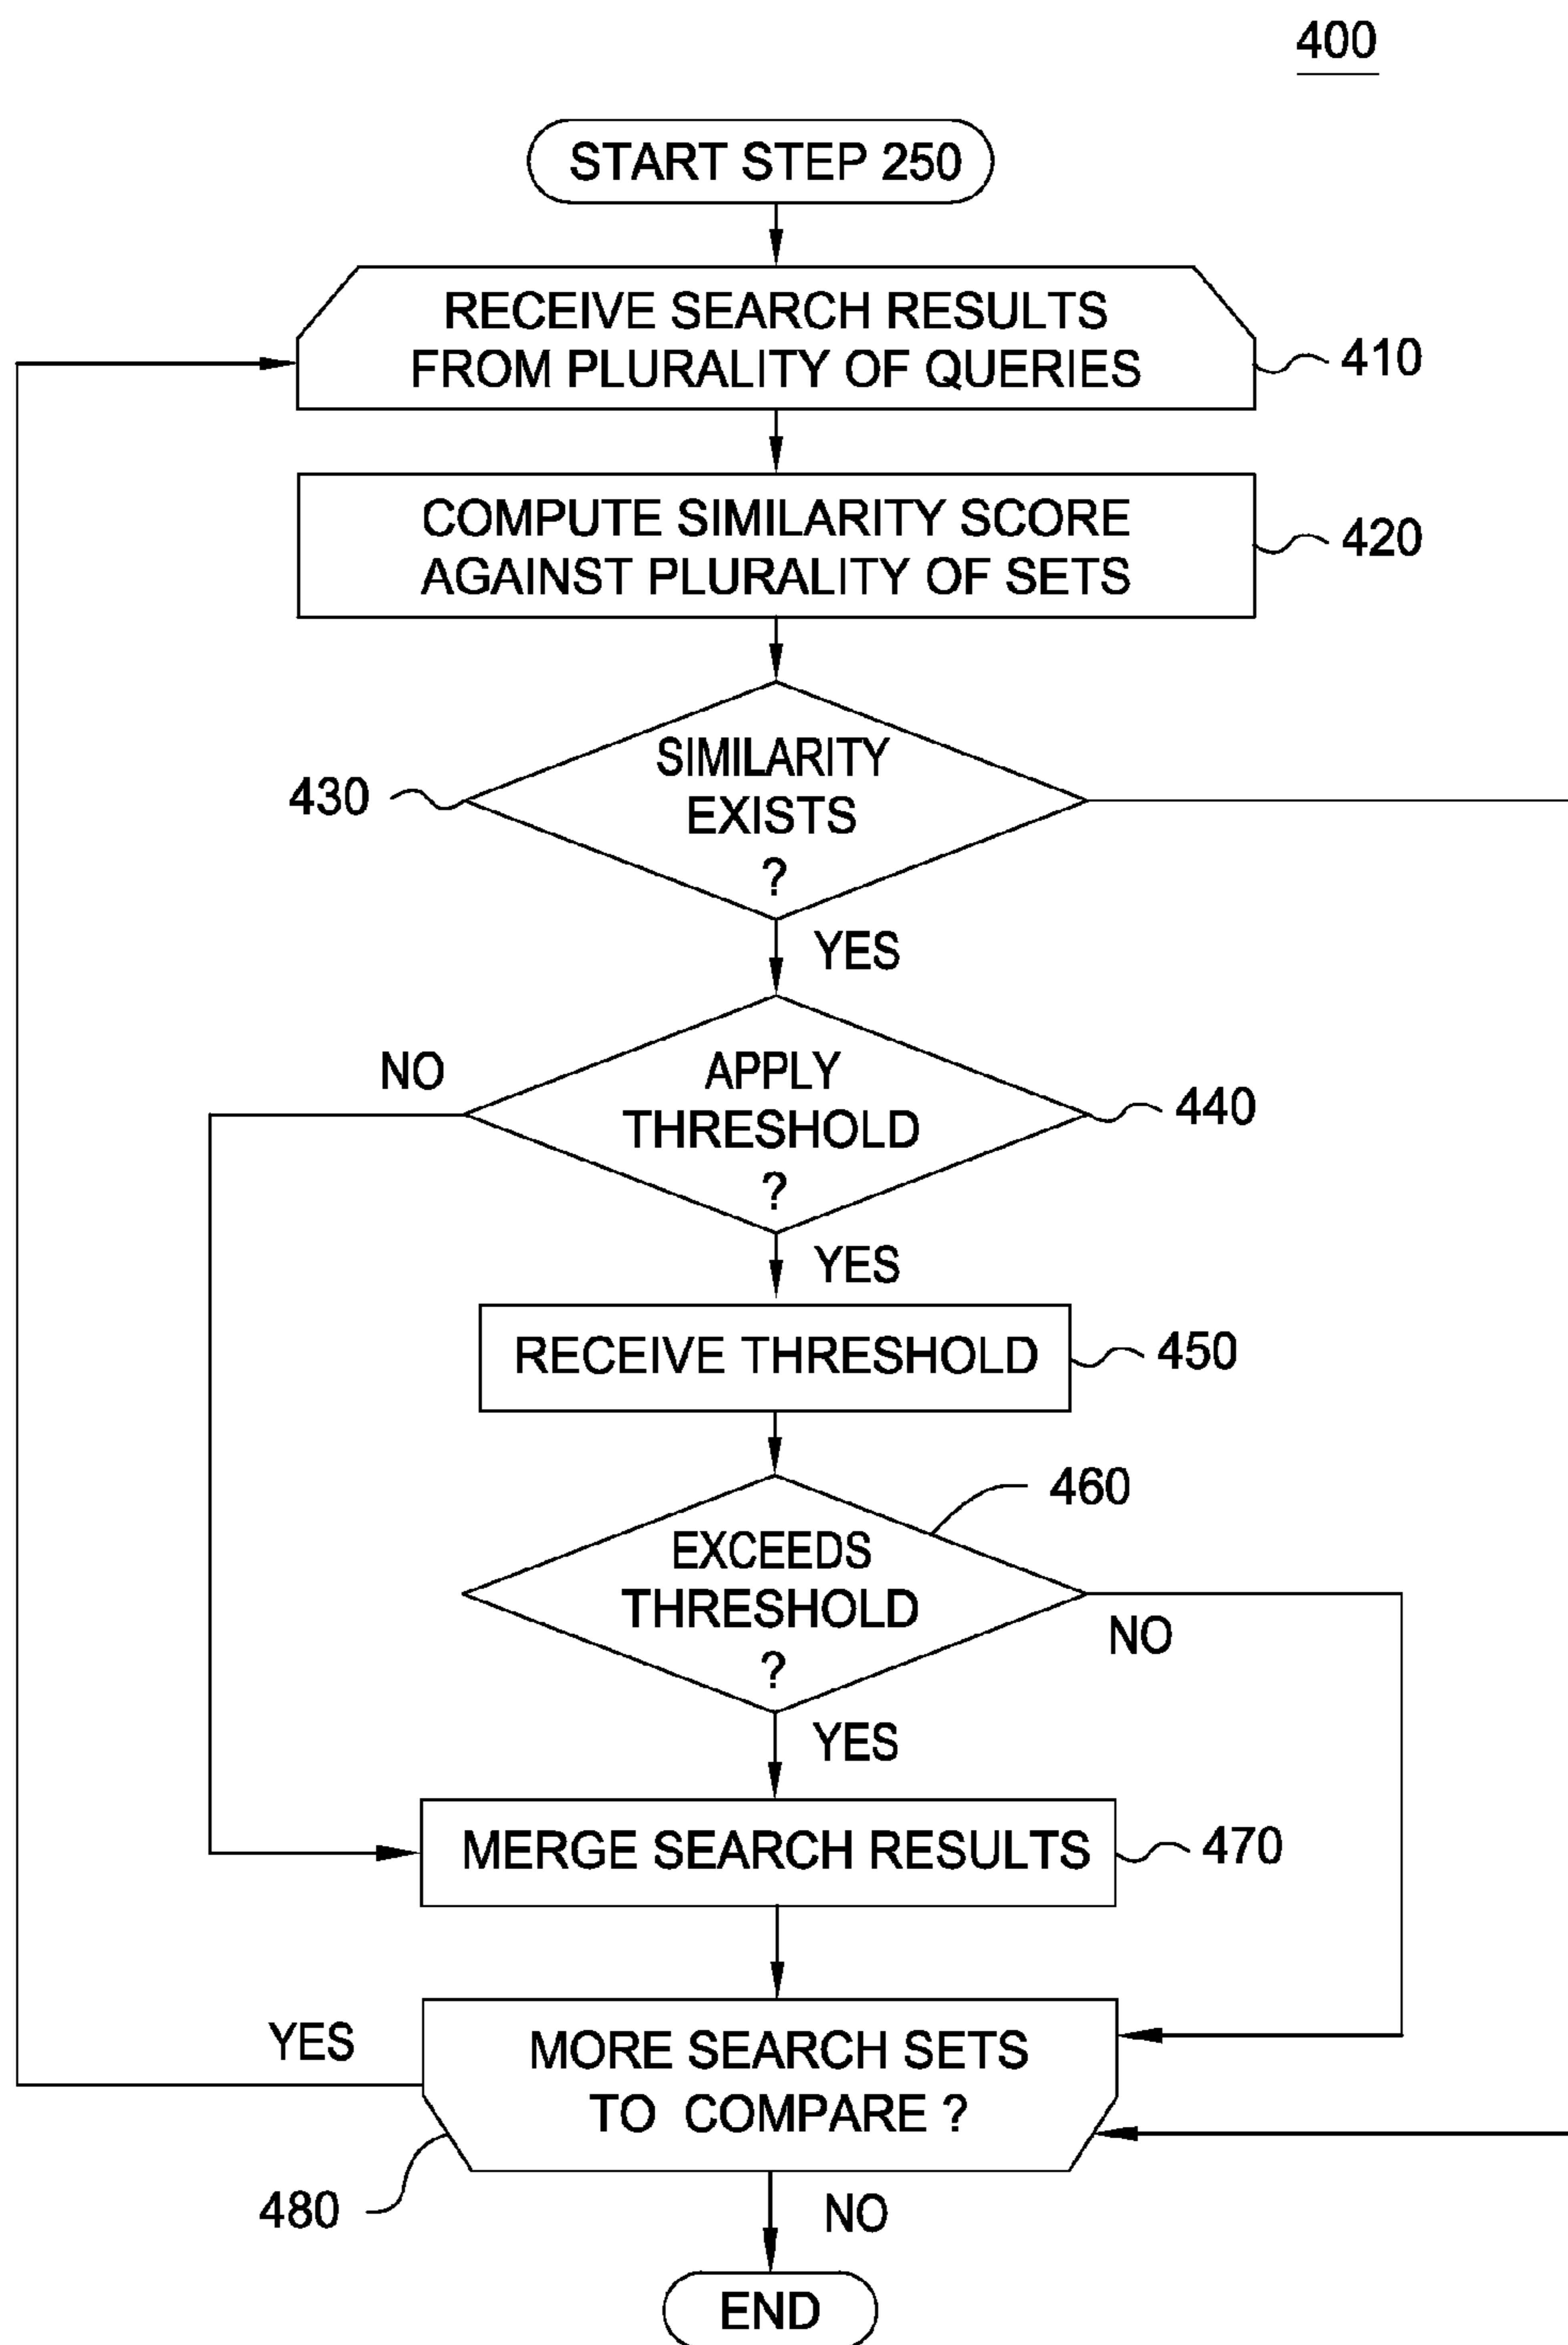 400
START STEP 250
RECEIVE SEARCH RESULTS
FROM PLURALITY OF QUERIES
410
COMPUTE SIMILARITY SCORE
AGAINST PLURALITY OF SETS
420
SIMILARITY
EXISTS
?
430
YES
APPLY
THRESHOLD
?
NO
440
YES
RECEIVE THRESHOLD
450
460
EXCEEDS
THRESHOLD
?
NO
YES
MERGE SEARCH RESULTS
470
YES
MORE SEARCH SETS
TO COMPARE ?
480
NO
END